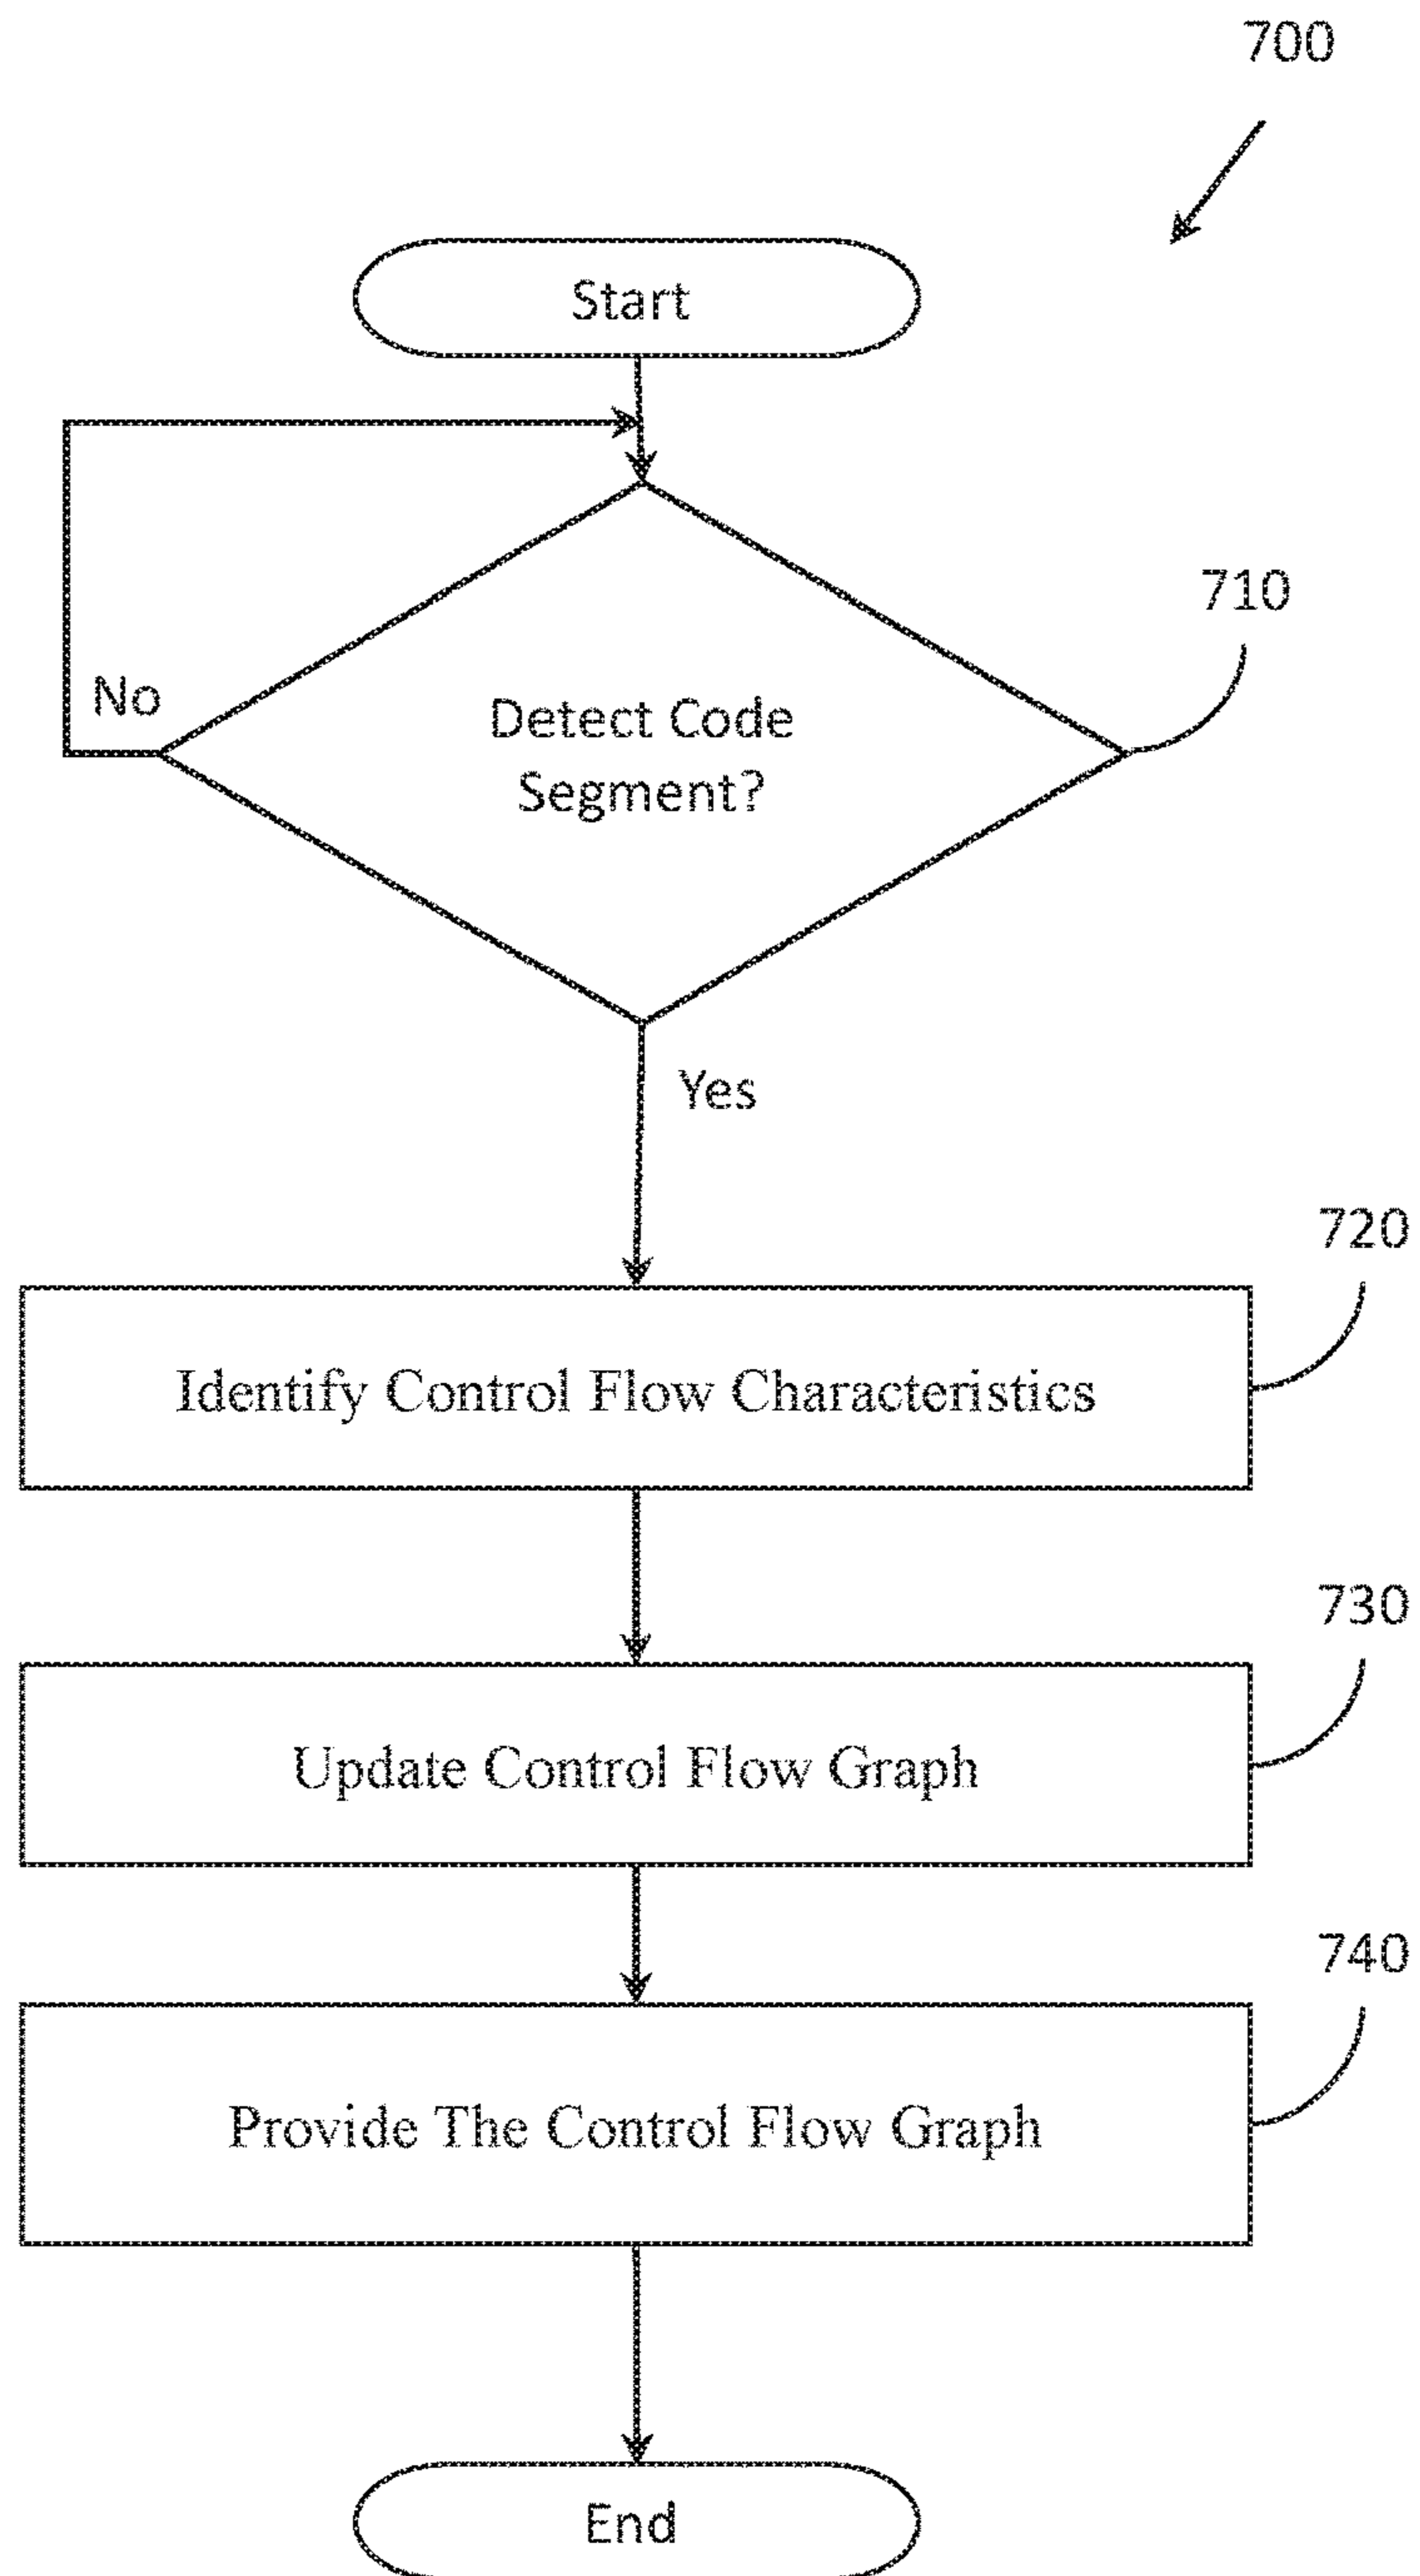 700
Start
710
No
Detect Code
Segment?
Yes
720
Identify Control Flow Characteristics
730
Update Control Flow Graph
740
Provide The Control Flow Graph
End